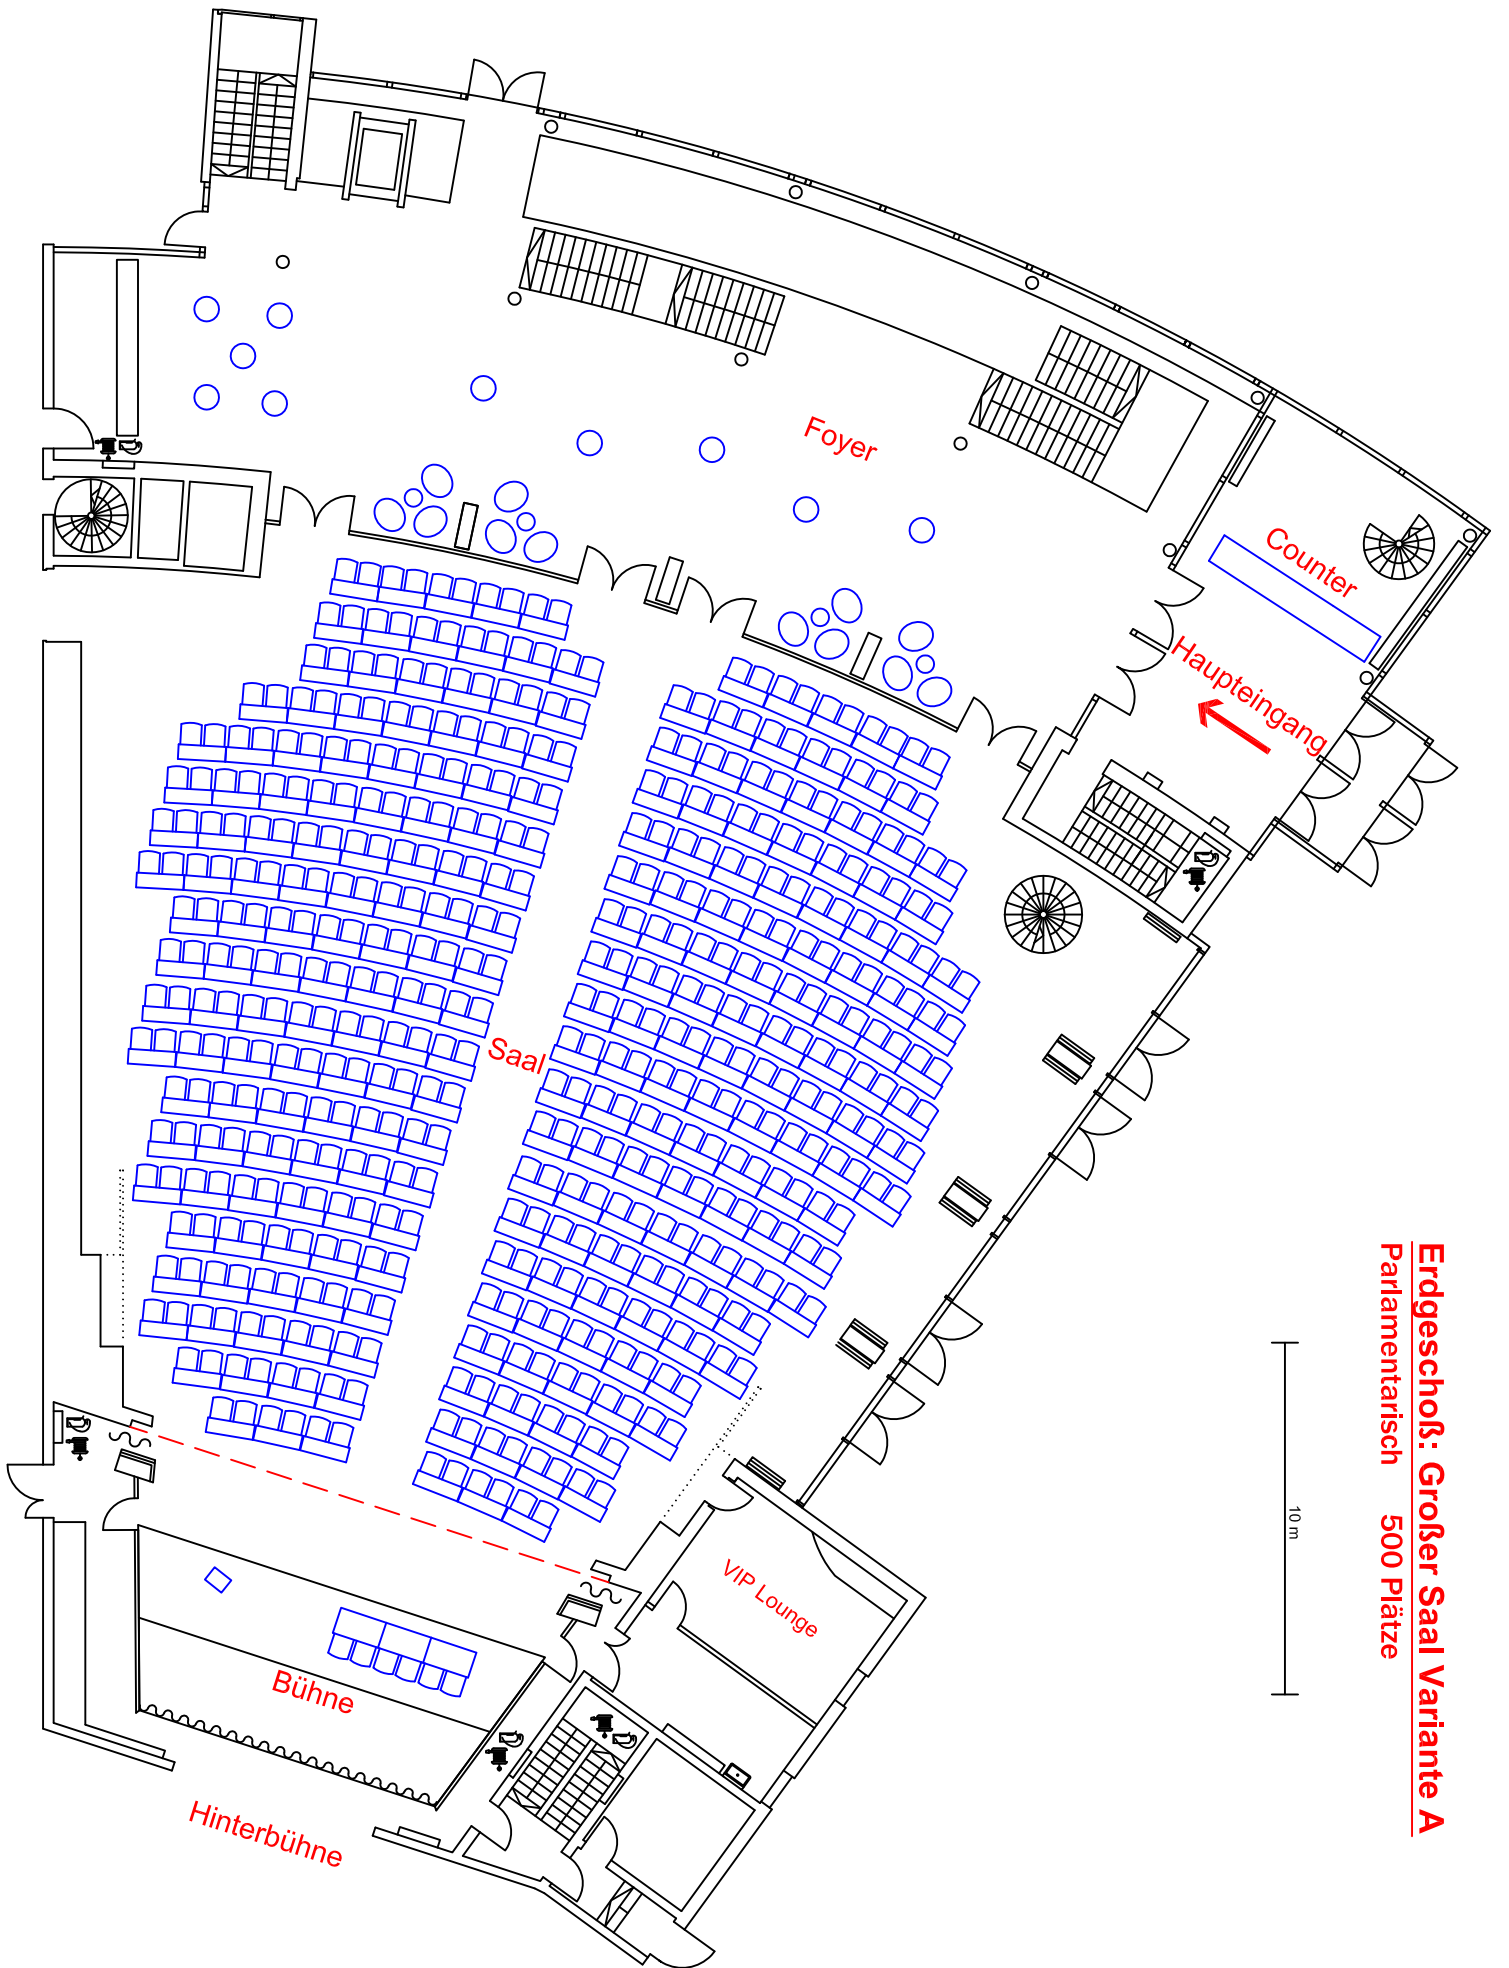 Erdgeschoß: Großer Saal Variante A
Parlamentarisch 500 Plätze
10 m
Foyer
Counter
Haupteingang
Saal
VIP Lounge
Bühne
Hinterbühne